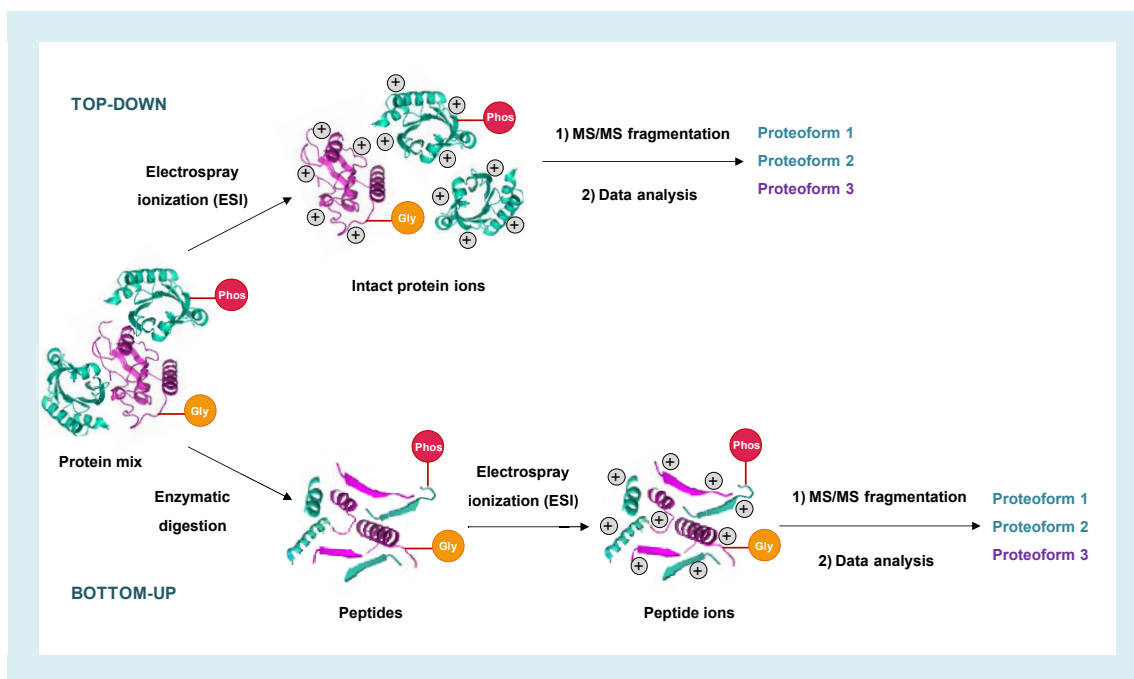 TOP-DOWN
Electrospray
ionization (ESI)
+
+
+
+
+
+
+
+
+
+
+
+
+
+
Phos
Gly
Intact protein ions
1) MS/MS fragmentation
2) Data analysis
Proteoform 1
Proteoform 2
Proteoform 3
Phos
Gly
Protein mix
Enzymatic
digestion
BOTTOM-UP
Phos
Gly
Peptides
Electrospray
ionization (ESI)
Phos
+
+
+
+
+
+
+
+
+
Gly
Peptide ions
1) MS/MS fragmentation
2) Data analysis
Proteoform 1
Proteoform 2
Proteoform 3